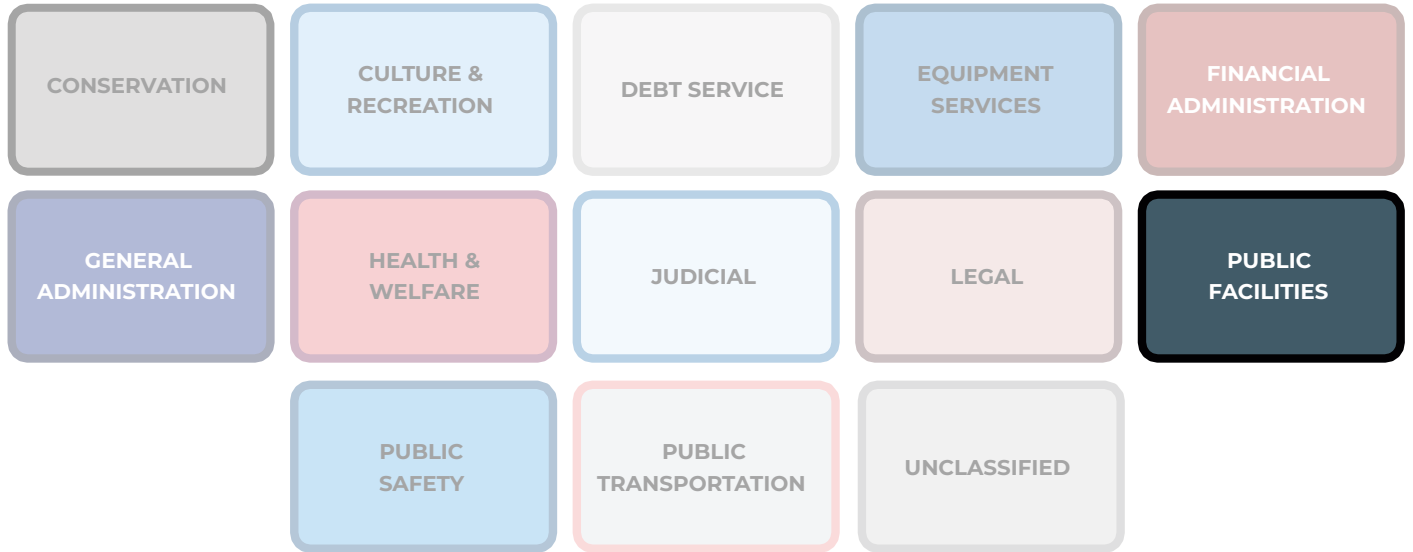 CONSERVATION
CULTURE &
RECREATION
DEBT SERVICE
EQUIPMENT
SERVICES
FINANCIAL
ADMINISTRATION
GENERAL
ADMINISTRATION
HEALTH &
WELFARE
JUDICIAL
LEGAL
PUBLIC
FACILITIES
PUBLIC
SAFETY
PUBLIC
TRANSPORTATION
UNCLASSIFIED